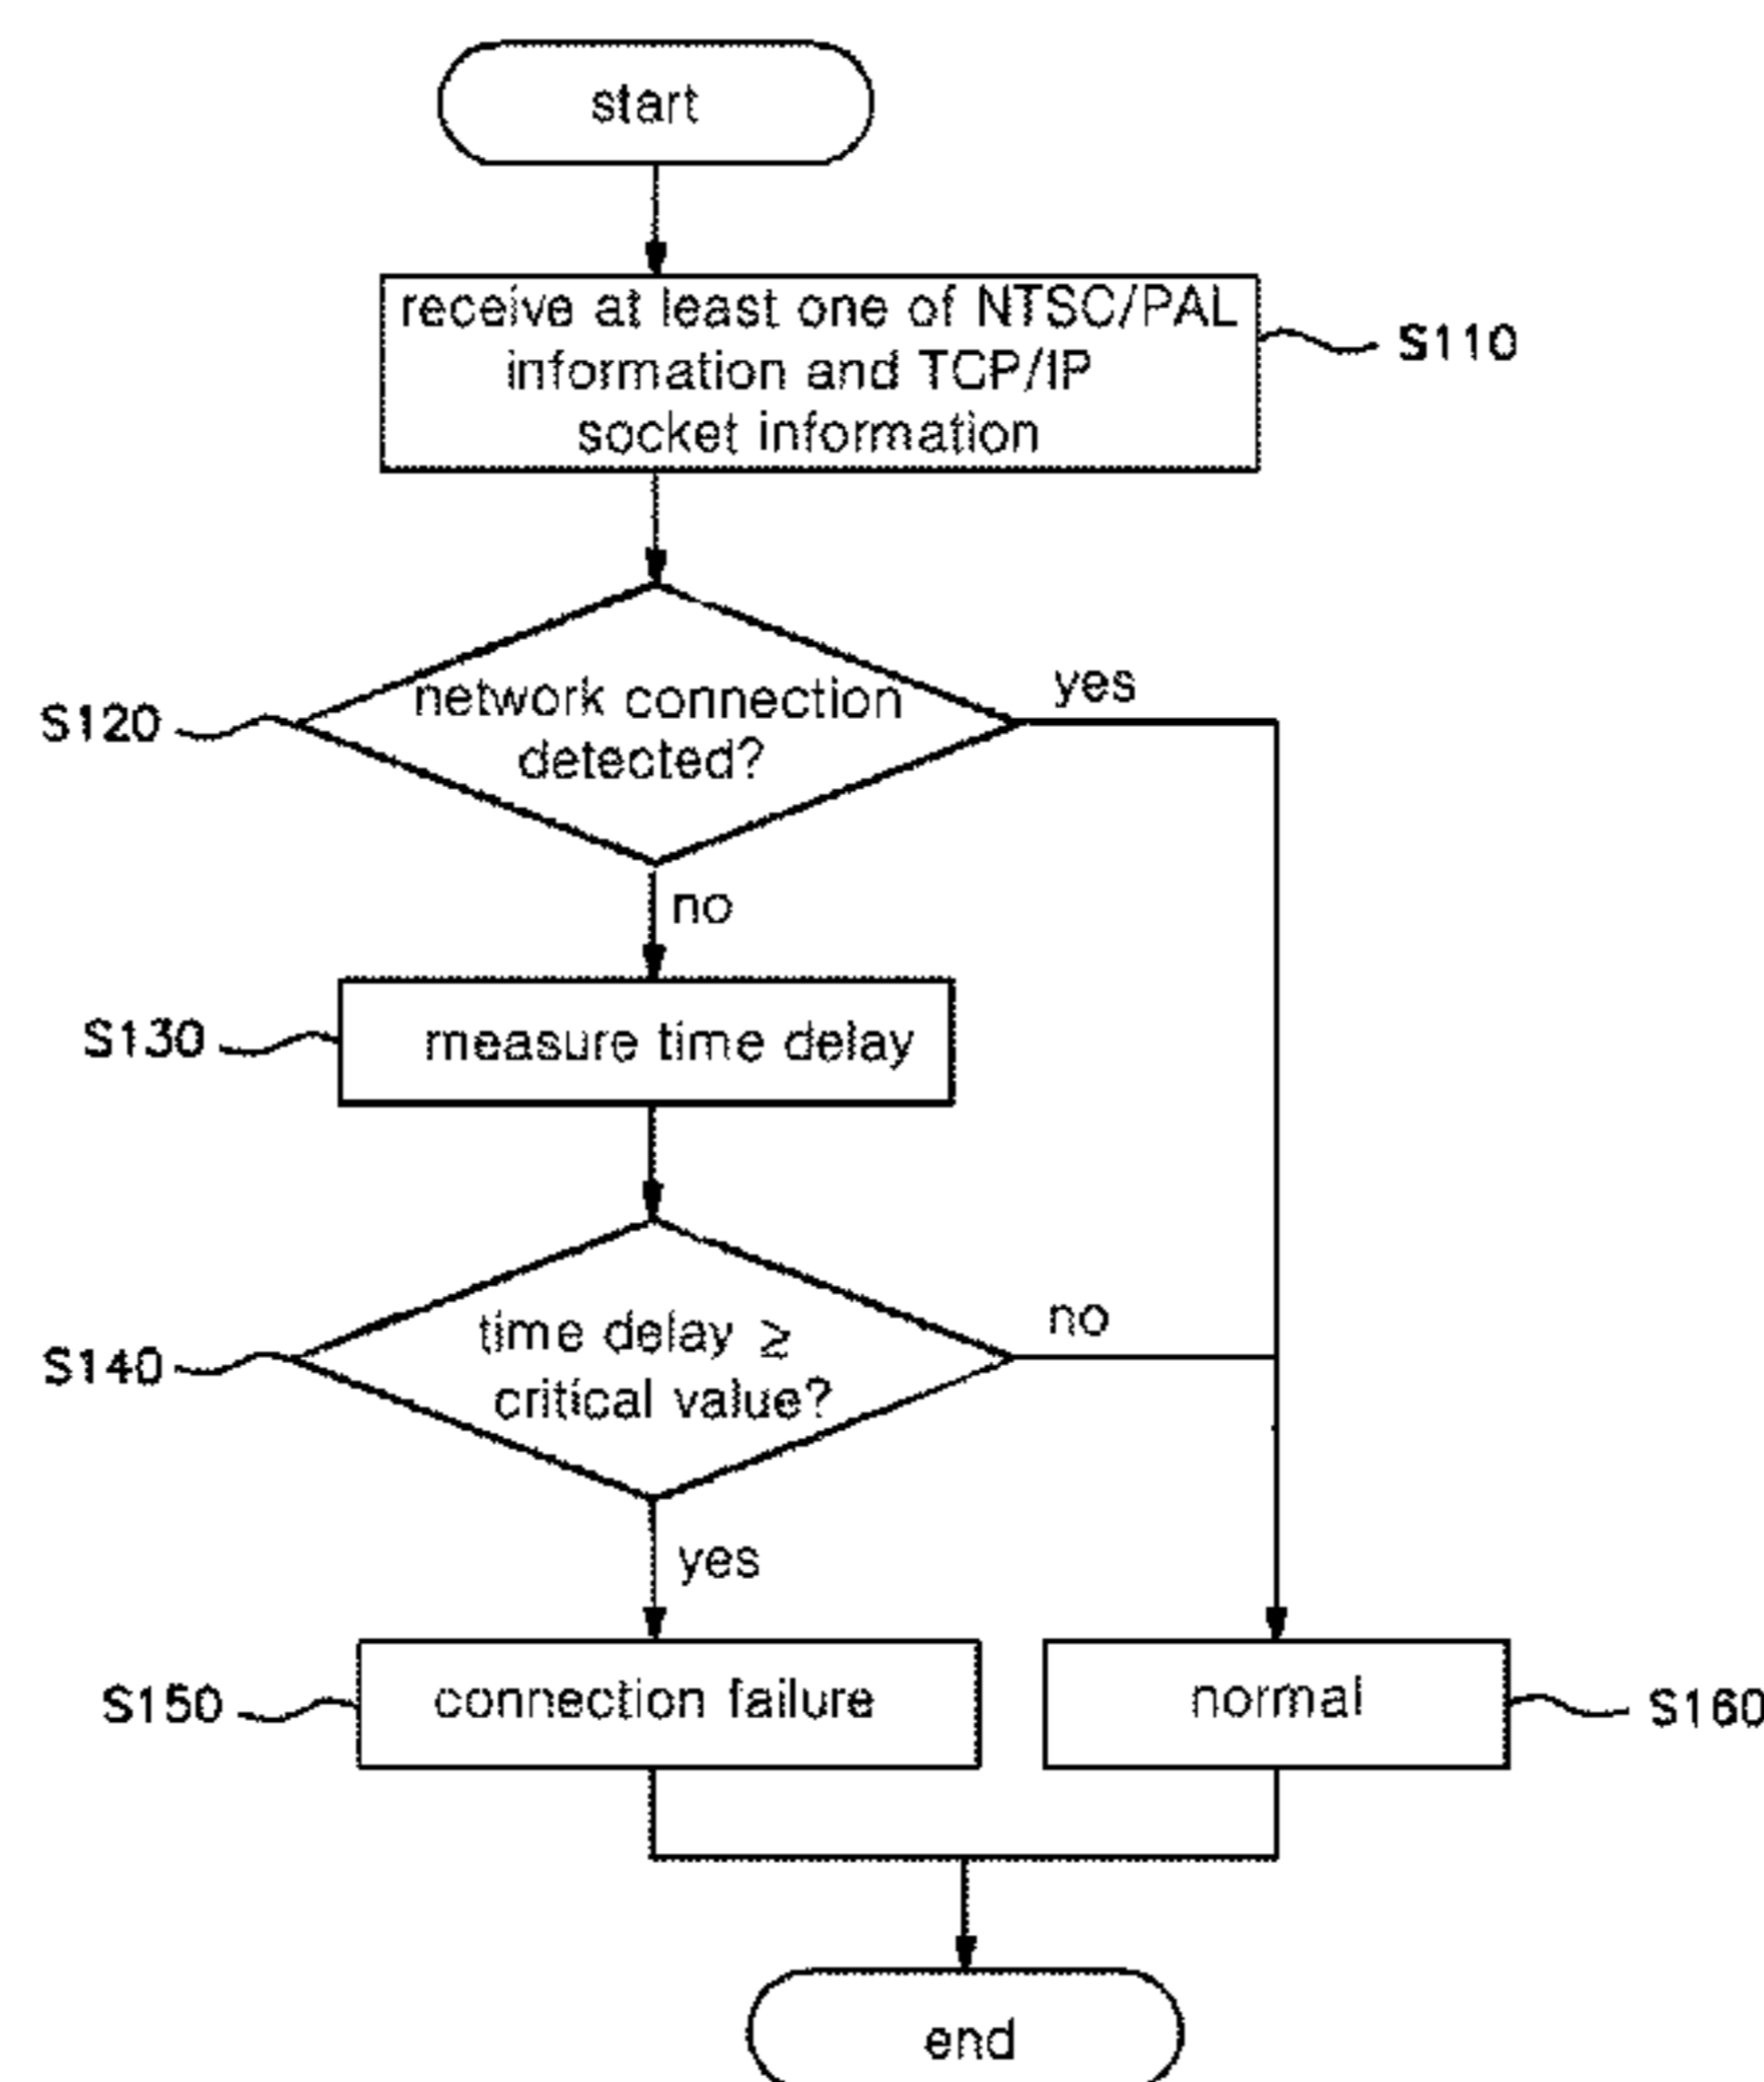 start
receive at least one of NTSC/PAL
information and TCP/IP
socket information
S110
network connection
detected?
S120
yes
no
S130
measure time delay
time delay ≥
critical value?
S140
no
yes
S150
connection failure
normal
S160
end